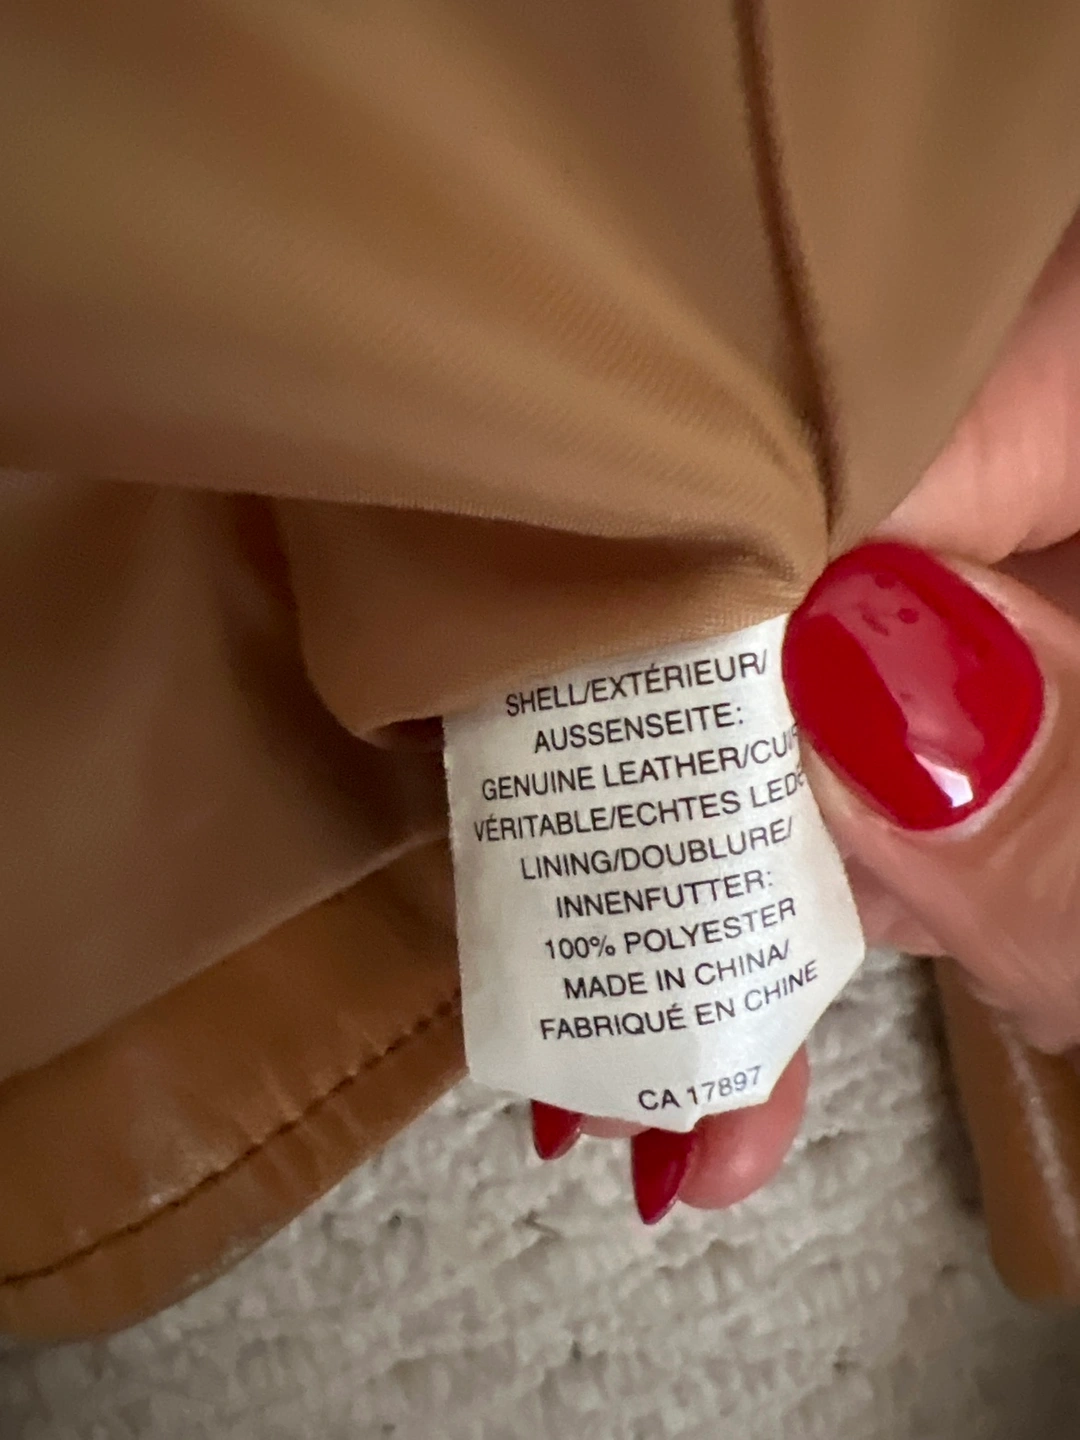 SHELL/EXTÉRIEUR/
AUSSENSEITE:
GENUINE LEATHER/CUI
VÉRITABLE/ECHTES LED
LINING/DOUBLURE/
INNENFUTTER:
100% POLYESTER
MADE IN CHINA/
FABRIQUÉ EN CHINE
CA 17897